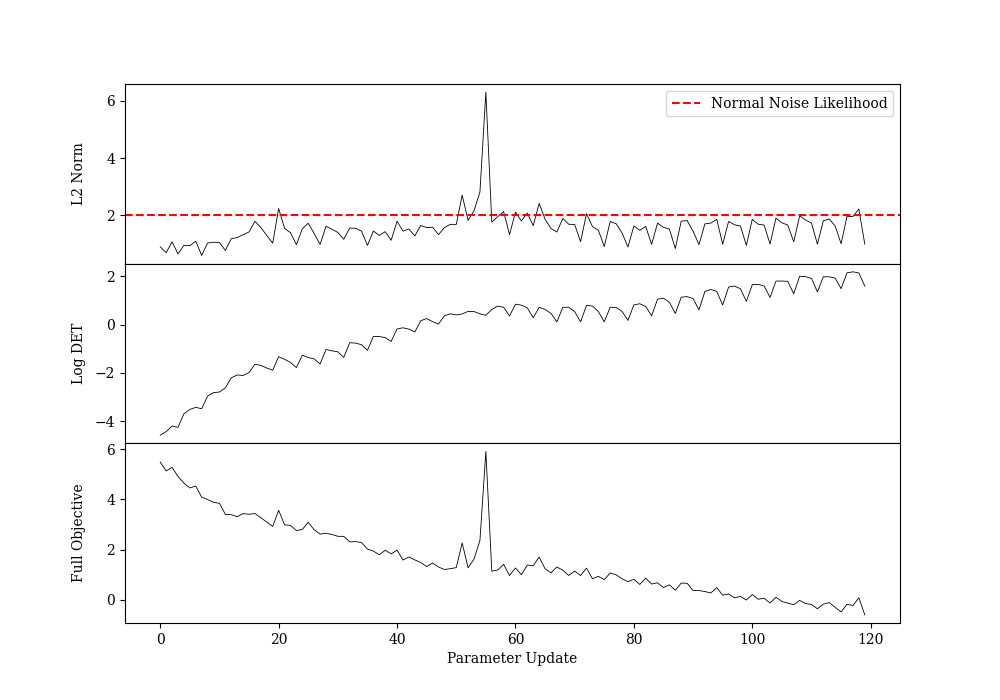 6
4
2
L2 Norm
Normal Noise Likelihood
2
0
−2
−4
Log DET
6
4
2
0
Full Objective
0 20 40 60 80 100 120
Parameter Update